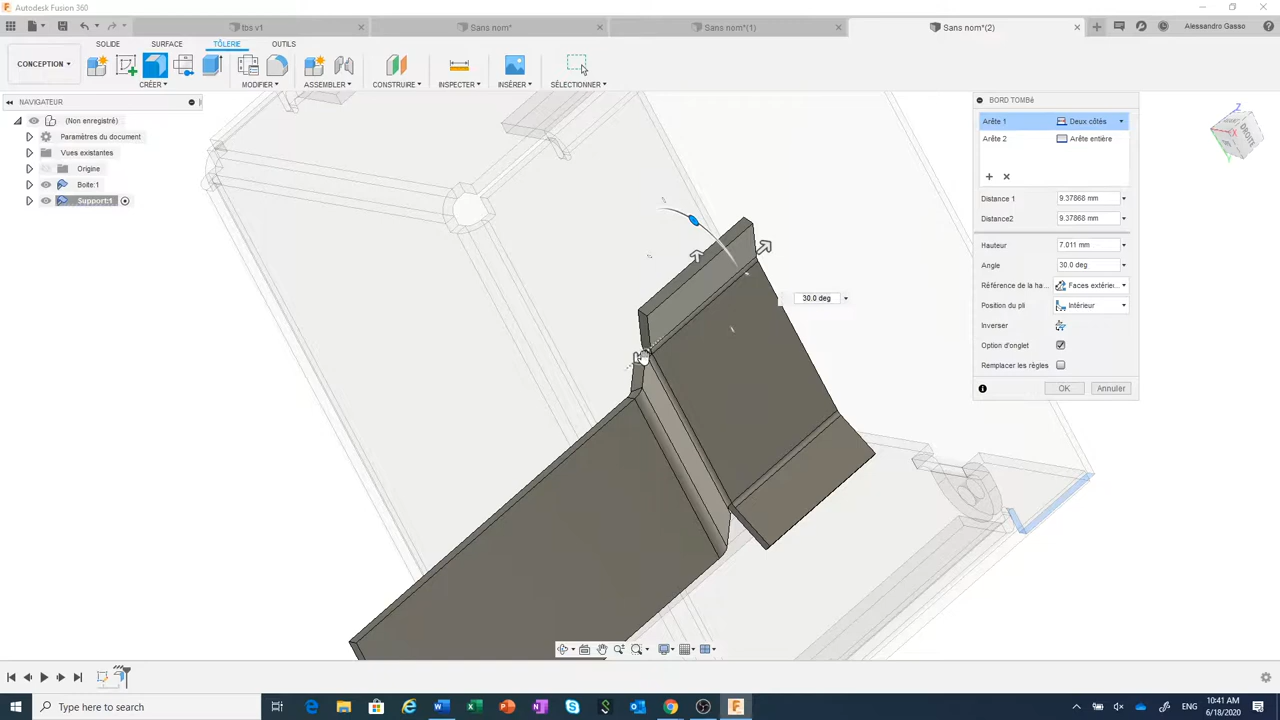 Autodesk Fusion 360
tbs v1
Sans nom*
Sans nom*(1)
Sans nom*(2)
Alessandro Gasso
SOLIDE
SURFACE
TÔLERIE
OUTILS
CONCEPTION
CRÉER
MODIFIER
ASSEMBLER
CONSTRUIRE
INSPECTER
INSÉRER
SÉLECTIONNER
NAVIGATEUR
(Non enregistré)
Paramètres du document
Vues existantes
Origine
Boite:1
Support:1
BORD TOMBé
Arête 1 Deux côtés
Arête 2 Arête entière
Distance 1 9.37868 mm
Distance2 9.37868 mm
Hauteur 7.011 mm
Angle 30.0 deg
Référence de la ha... Faces extérie...
Position du pli Intérieur
Inverser
Option d'onglet
Remplacer les règles
OK Annuler
30.0 deg
Z
X
Type here to search
ENG
10:41 AM
6/18/2020